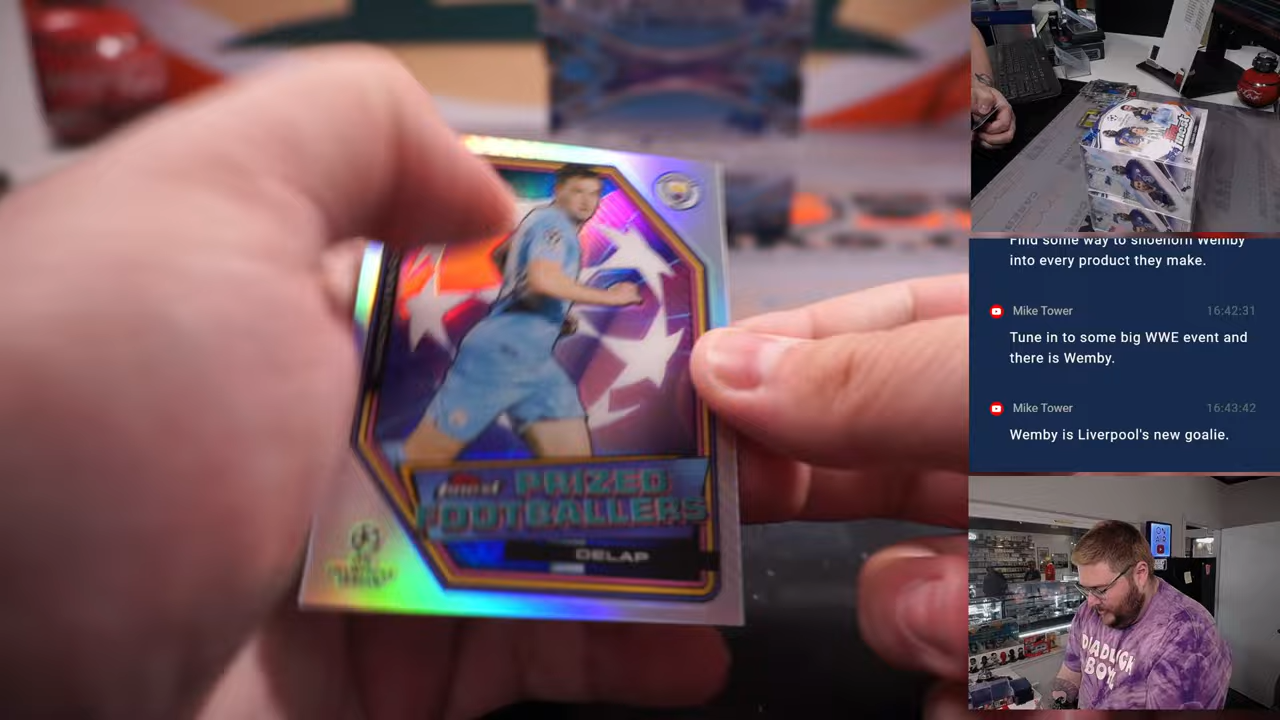 finest PRIZED
FOOTBALLERS
DELAP
finest
Find some way to shoehorn Wemby
into every product they make.
Mike Tower 16:42:31
Tune in to some big WWE event and
there is Wemby.
Mike Tower 16:43:42
Wemby is Liverpool's new goalie.